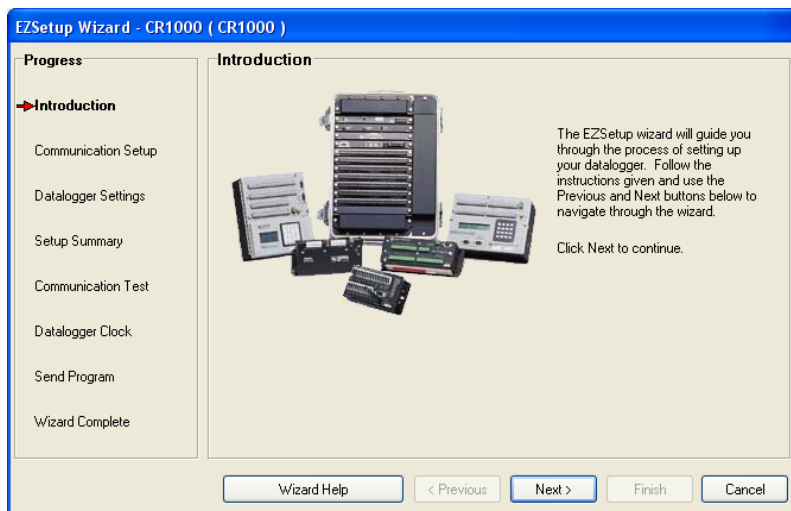 EZSetup Wizard - CR1000 ( CR1000 )
Progress
Introduction
Communication Setup
Datalogger Settings
Setup Summary
Communication Test
Datalogger Clock
Send Program
Wizard Complete
Introduction
The EZSetup wizard will guide you
through the process of setting up
your datalogger. Follow the
instructions given and use the
Previous and Next buttons below to
navigate through the wizard.
Click Next to continue.
Wizard Help
< Previous
Next >
Finish
Cancel